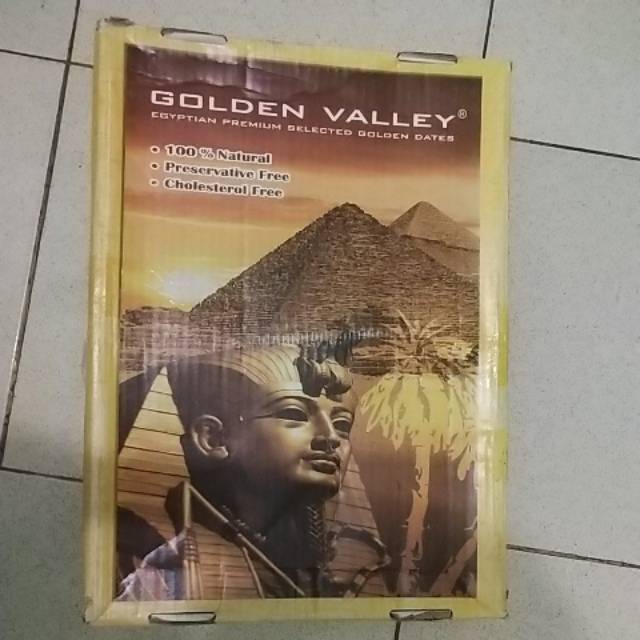 GOLDEN VALLEY®
EGYPTIAN PREMIUM SELECTED GOLDEN DATES
• 100 % Natural
• Preservative Free
• Cholesterol Free